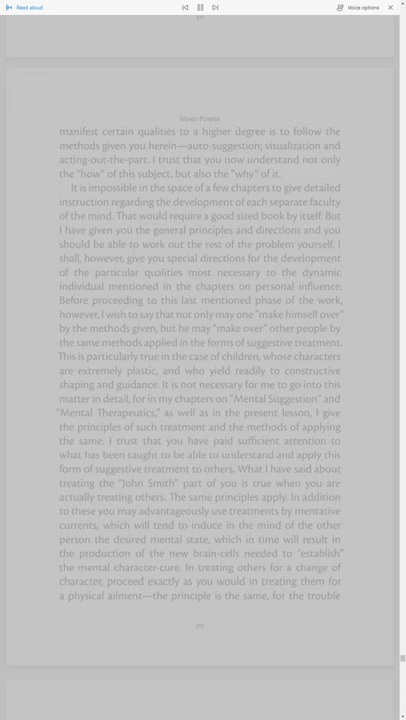 Read aloud
Voice options
511
Mind-Power
manifest certain qualities to a higher degree is to follow the
methods given you herein—auto-suggestion; visualization and
acting-out-the-part. I trust that you now understand not only
the "how" of this subject, but also the "why" of it.
It is impossible in the space of a few chapters to give detailed
instruction regarding the development of each separate faculty
of the mind. That would require a good sized book by itself. But
I have given you the general principles and directions and you
should be able to work out the rest of the problem yourself. I
shall, however, give you special directions for the development
of the particular qualities most necessary to the dynamic
individual mentioned in the chapters on personal influence.
Before proceeding to this last mentioned phase of the work,
however, I wish to say that not only may one "make himself over"
by the methods given, but he may "make over" other people by
the same methods applied in the forms of suggestive treatment.
This is particularly true in the case of children, whose characters
are extremely plastic, and who yield readily to constructive
shaping and guidance. It is not necessary for me to go into this
matter in detail, for in my chapters on "Mental Suggestion" and
"Mental Therapeutics," as well as in the present lesson, I give
the principles of such treatment and the methods of applying
the same. I trust that you have paid sufficient attention to
what has been taught to be able to understand and apply this
form of suggestive treatment to others. What I have said about
treating the "John Smith" part of you is true when you are
actually treating others. The same principles apply. In addition
to these you may advantageously use treatments by mentative
currents, which will tend to induce in the mind of the other
person the desired mental state, which in time will result in
the production of the new brain-cells needed to "establish"
the mental character-cure. In treating others for a change of
character, proceed exactly as you would in treating them for
a physical ailment—the principle is the same, for the trouble
512